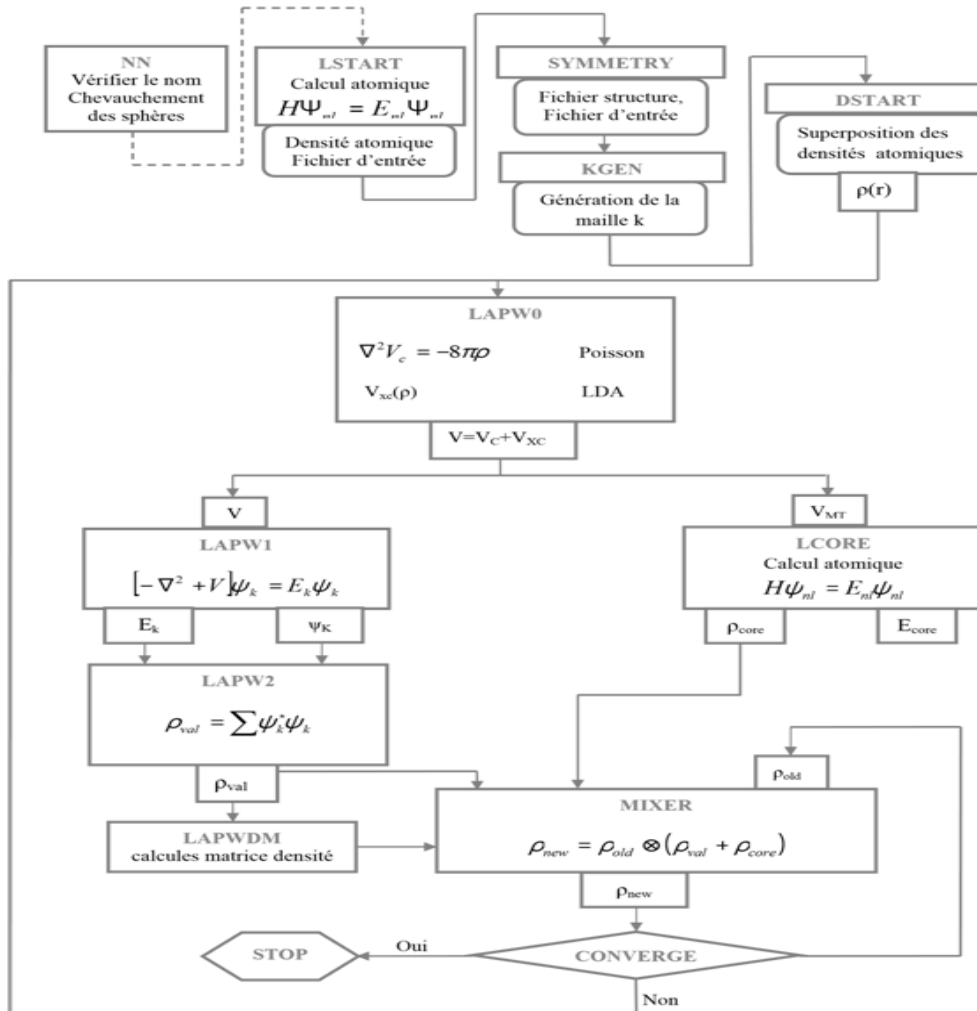 NN
Vérifier le nom
Chevauchement
des sphères
LSTART
Calcul atomique
HΨnl = EnlΨnl
Densité atomique
Fichier d'entrée
SYMMETRY
Fichier structure,
Fichier d'entrée
KGEN
Génération de la
maille k
DSTART
Superposition des
densités atomiques
ρ(r)
LAPW0
∇²Vc = -8πρ Poisson
Vxc(ρ) LDA
V=VC+VXC
V
LAPW1
[-∇² +V]ψk = Ekψk
Ek ψK
VMT
LCORE
Calcul atomique
Hψnl = Enlψnl
ρcore Ecore
LAPW2
ρval = ∑ψk*ψk
ρval
LAPWDM
calcules matrice densité
ρold
MIXER
ρnew = ρold ⊗(ρval + ρcore)
ρnew
STOP
Oui
CONVERGE
Non